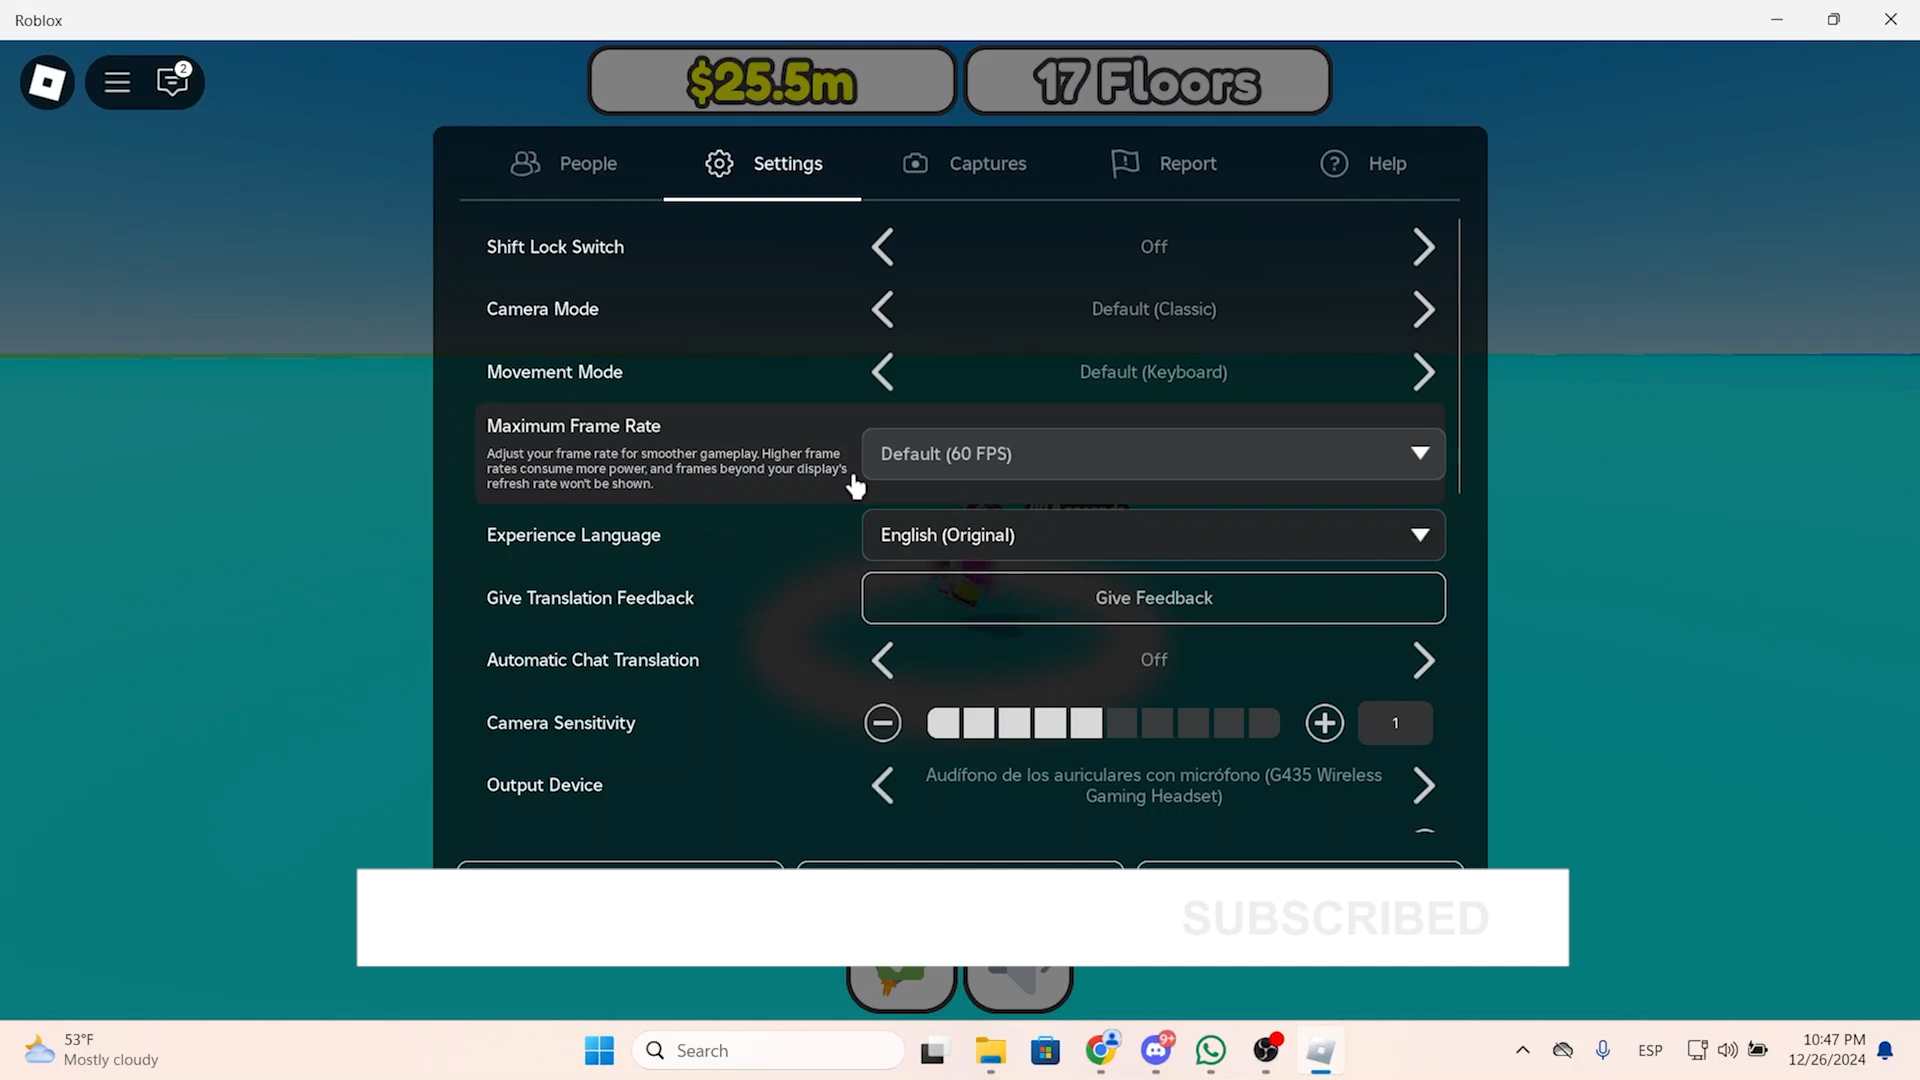 Roblox
2
$25.5m
17 Floors
People
Settings
Captures
Report
Help
Shift Lock Switch
Off
Camera Mode
Default (Classic)
Movement Mode
Default (Keyboard)
Maximum Frame Rate
Adjust your frame rate for smoother gameplay. Higher frame
rates consume more power, and frames beyond your display's
refresh rate won't be shown.
Default (60 FPS)
Experience Language
English (Original)
Give Translation Feedback
Give Feedback
Automatic Chat Translation
Off
Camera Sensitivity
1
Output Device
Audífono de los auriculares con micrófono (G435 Wireless
Gaming Headset)
SUBSCRIBED
53°F
Mostly cloudy
Search
9+
ESP
10:47 PM
12/26/2024